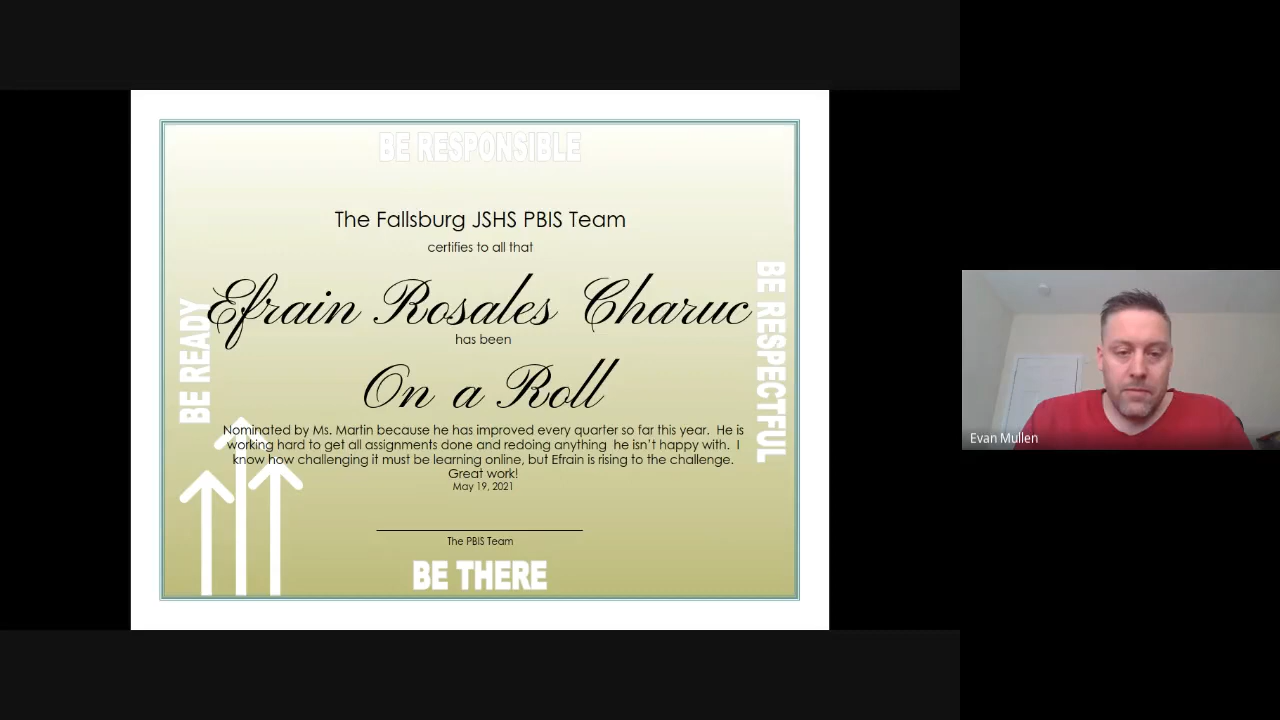 BE RESPONSIBLE
The Fallsburg JSHS PBIS Team
certifies to all that
Efrain Rosales Charuc
has been
On a Roll
Nominated by Ms. Martin because he has improved every quarter so far this year. He is
working hard to get all assignments done and redoing anything he isn't happy with. I
know how challenging it must be learning online, but Efrain is rising to the challenge.
Great work!
May 19, 2021
The PBIS Team
BE THERE
BE READY
BE RESPECTFUL
Evan Mullen